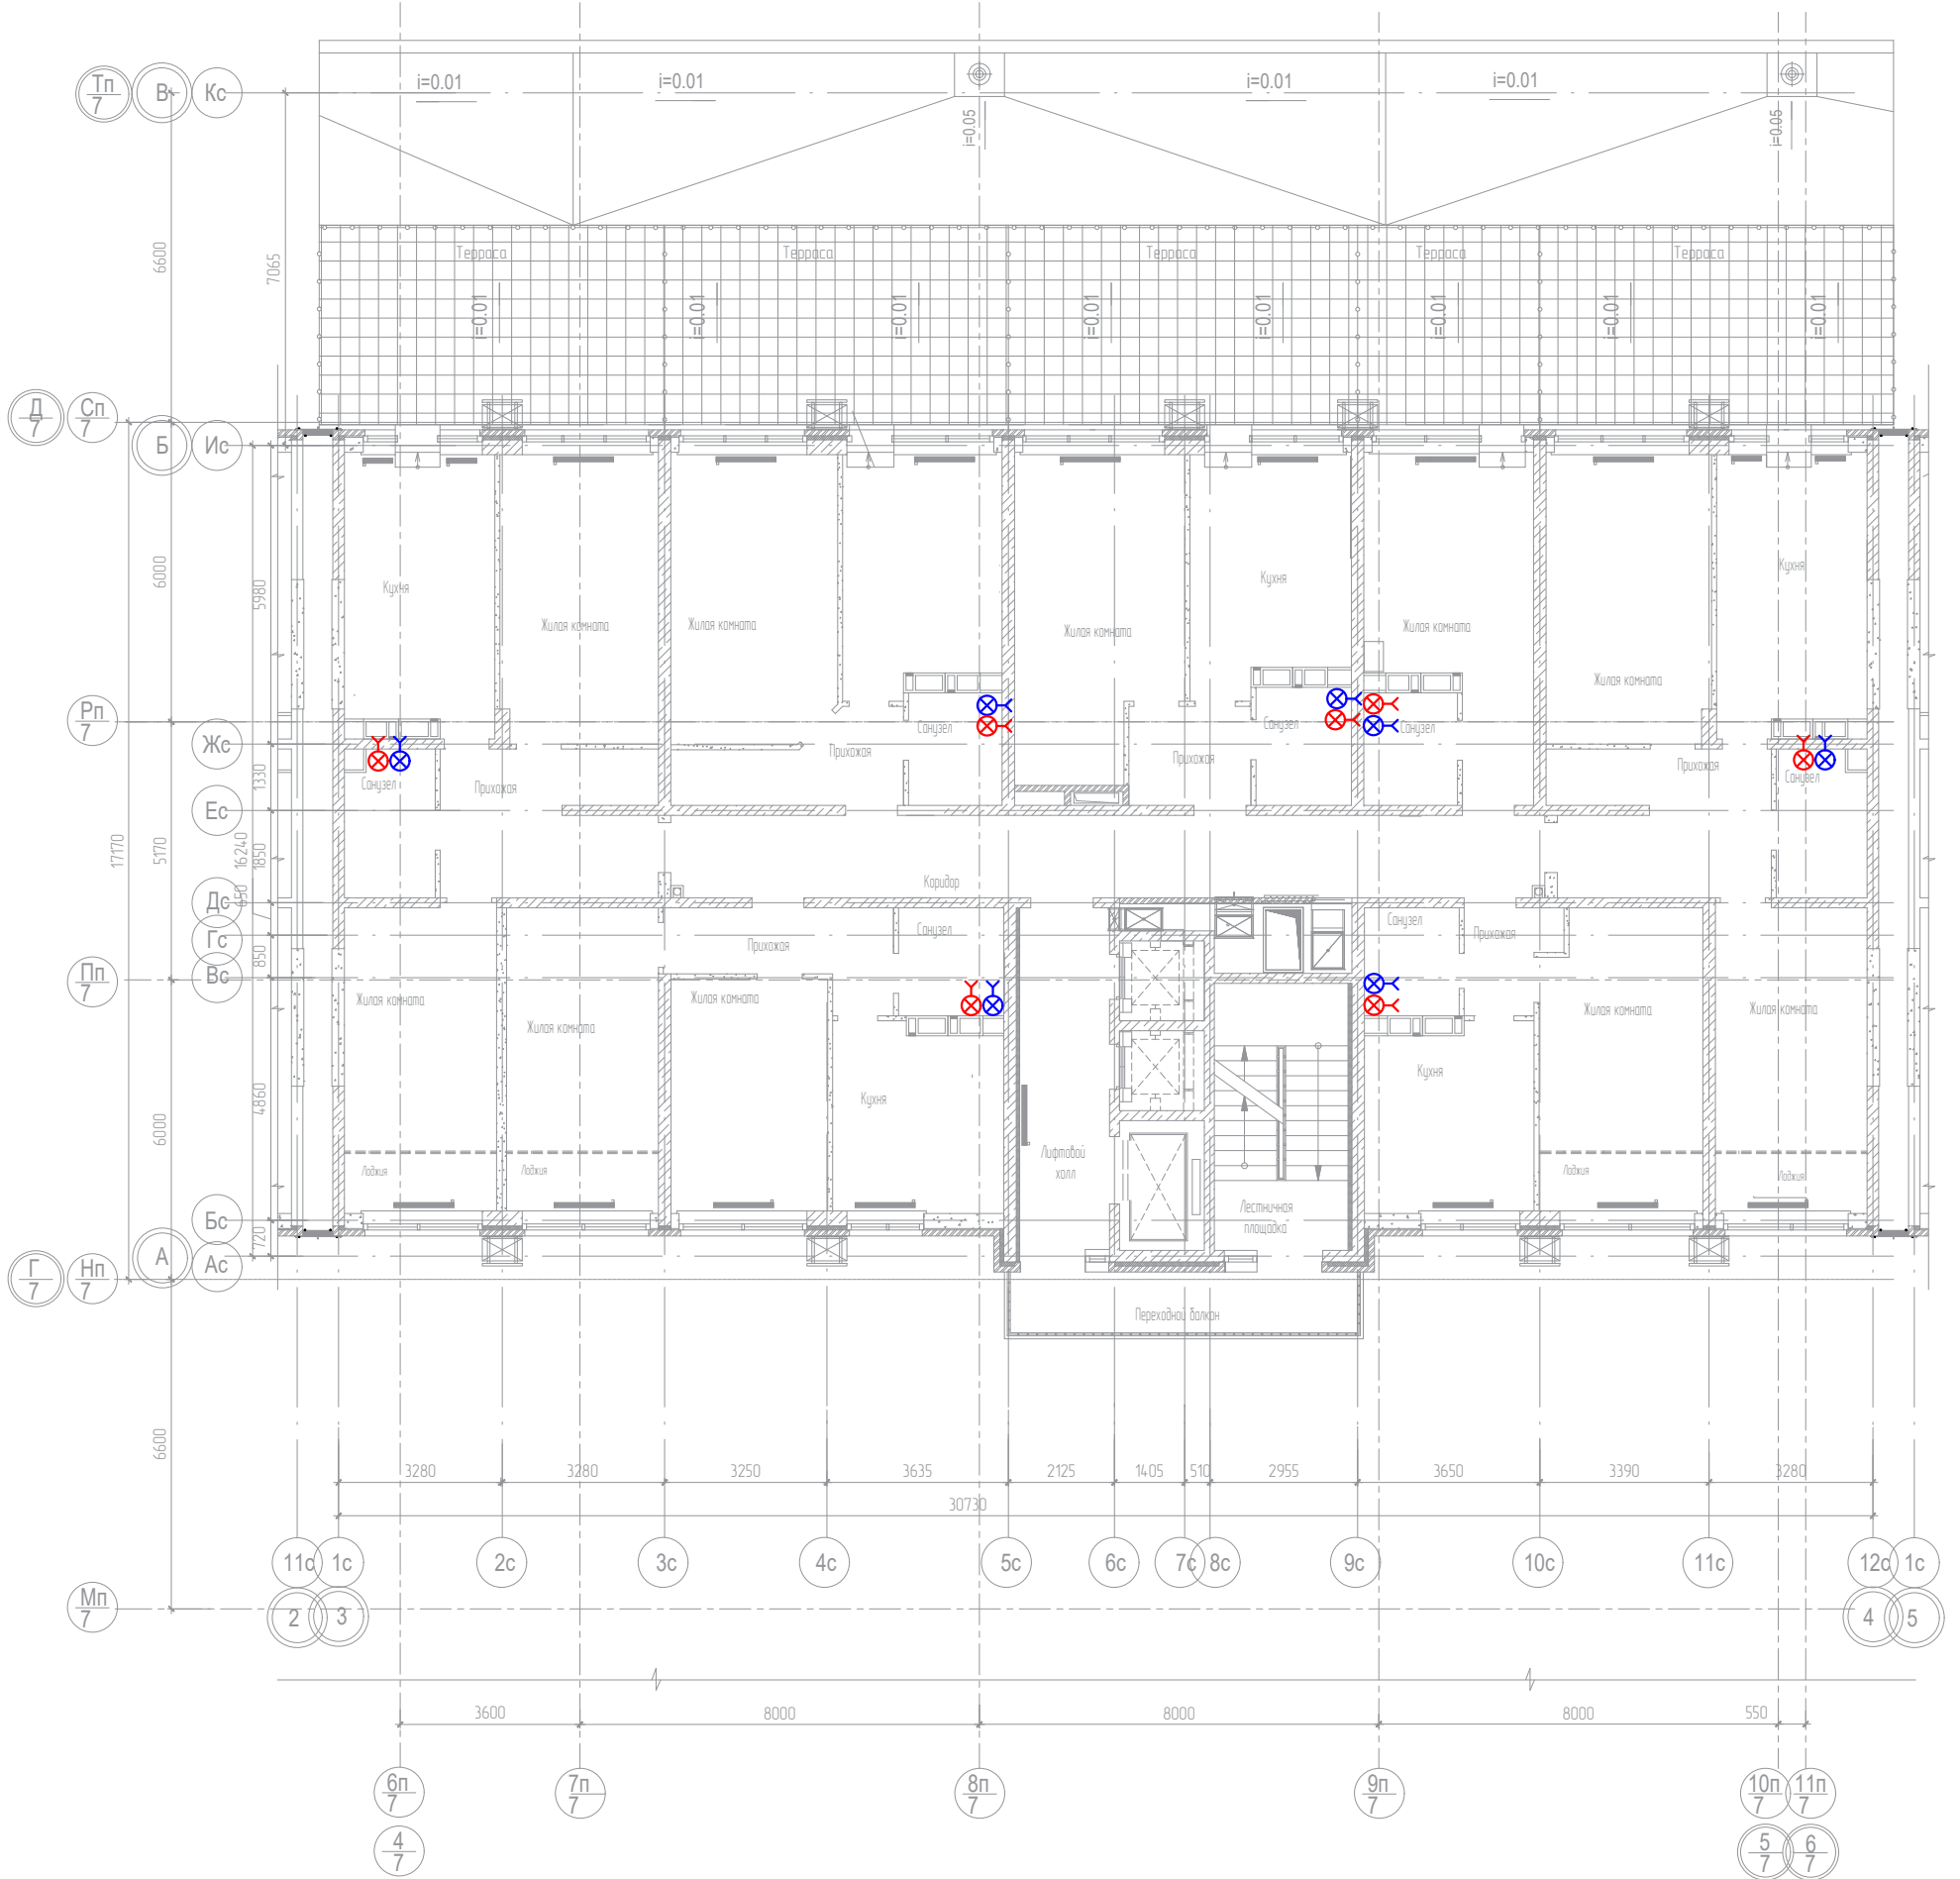 Тп
7
В
Кс
i=0.01
i=0.01
i=0.01
i=0.01
i=0.05
i=0.05
6600
7065
Терраса
Терраса
Терраса
Терраса
Терраса
i=0.01
i=0.01
i=0.01
i=0.01
i=0.01
i=0.01
i=0.01
i=0.01
Д
7
Сп
7
Б
Ис
6000
5980
Кухня
Жилая комната
Жилая комната
Жилая комната
Кухня
Жилая комната
Жилая комната
Кухня
Рп
7
Жс
Санузел
Прихожая
Прихожая
Санузел
Прихожая
Санузел
Санузел
Прихожая
Санузел
1330
Ес
17170
5170
16240
1850
650
Коридор
Дс
Гс
Вс
850
Пп
7
Прихожая
Санузел
Санузел
Прихожая
Жилая комната
Жилая комната
Жилая комната
Кухня
Кухня
Жилая комната
Жилая комната
6000
4860
Лоджия
Лоджия
Лифтовой
холл
Лестничная
площадка
Лоджия
Лоджия
Бс
720
А
Ас
Г
7
Нп
7
Переходной балкон
6600
3280
3280
3250
3635
2125
1405
510
2955
3650
3390
3280
30730
11с
1с
2с
3с
4с
5с
6с
7с
8с
9с
10с
11с
12с
1с
Мп
7
2
3
4
5
3600
8000
8000
8000
550
6п
7
7п
7
8п
7
9п
7
10п
7
11п
7
4
7
5
7
6
7